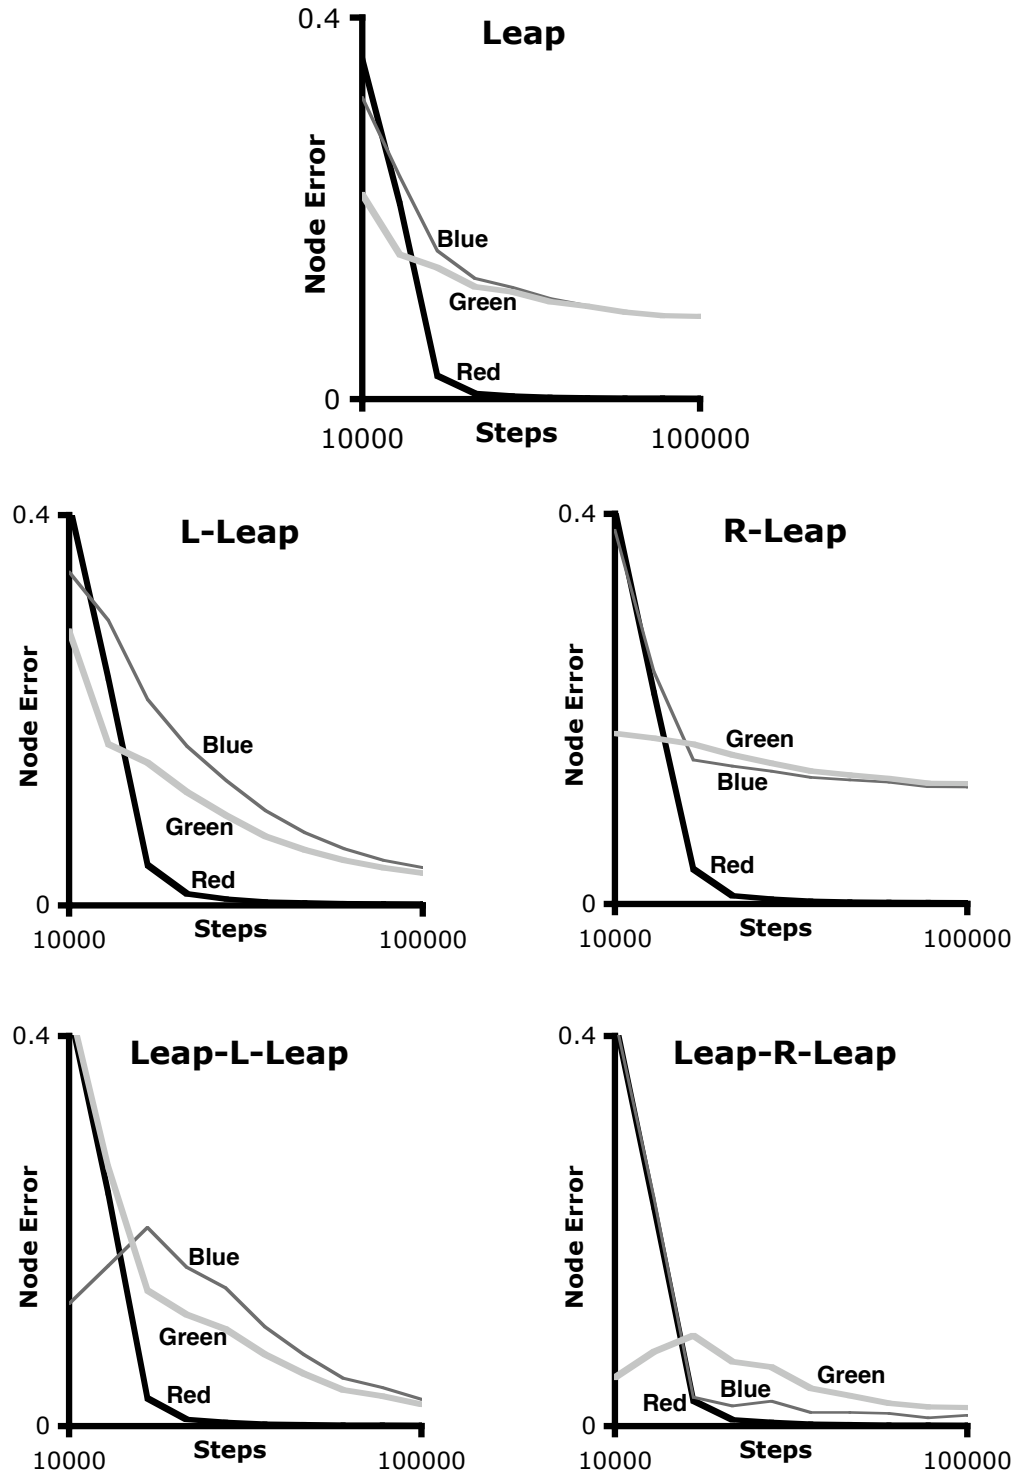 0.4
Leap
Node Error
Blue
Green
Red
0
10000
Steps
100000
0.4
L-Leap
Node Error
Blue
Green
Red
0
10000
Steps
100000
0.4
R-Leap
Node Error
Green
Blue
Red
0
10000
Steps
100000
0.4
Leap-L-Leap
Node Error
Blue
Green
Red
0
10000
Steps
100000
0.4
Leap-R-Leap
Node Error
Green
Blue
Red
0
10000
Steps
100000